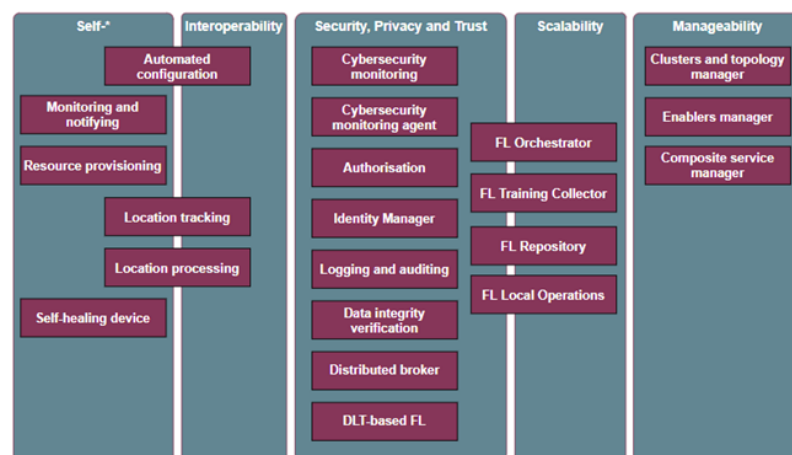 Self-*
Interoperability
Security, Privacy and Trust
Scalability
Manageability
Automated
configuration
Monitoring and
notifying
Resource provisioning
Location tracking
Location processing
Self-healing device
Cybersecurity
monitoring
Cybersecurity
monitoring agent
Authorisation
Identity Manager
Logging and auditing
Data integrity
verification
Distributed broker
DLT-based FL
FL Orchestrator
FL Training Collector
FL Repository
FL Local Operations
Clusters and topology
manager
Enablers manager
Composite service
manager